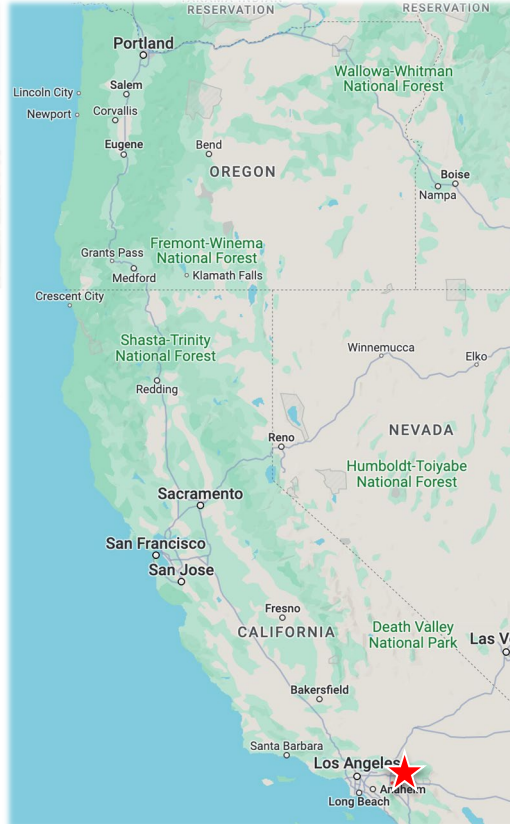 RESERVATION
RESERVATION
Portland
Wallowa-Whitman
National Forest
Lincoln City
Salem
Newport
Corvallis
Eugene
Bend
OREGON
Boise
Nampa
Grants Pass
Fremont-Winema
National Forest
Medford
Klamath Falls
Crescent City
Shasta-Trinity
National Forest
Winnemucca
Elko
Redding
NEVADA
Reno
Humboldt-Toiyabe
National Forest
Sacramento
San Francisco
San Jose
Fresno
CALIFORNIA
Death Valley
National Park
Las V
Bakersfield
Santa Barbara
Los Angeles
Anaheim
Long Beach